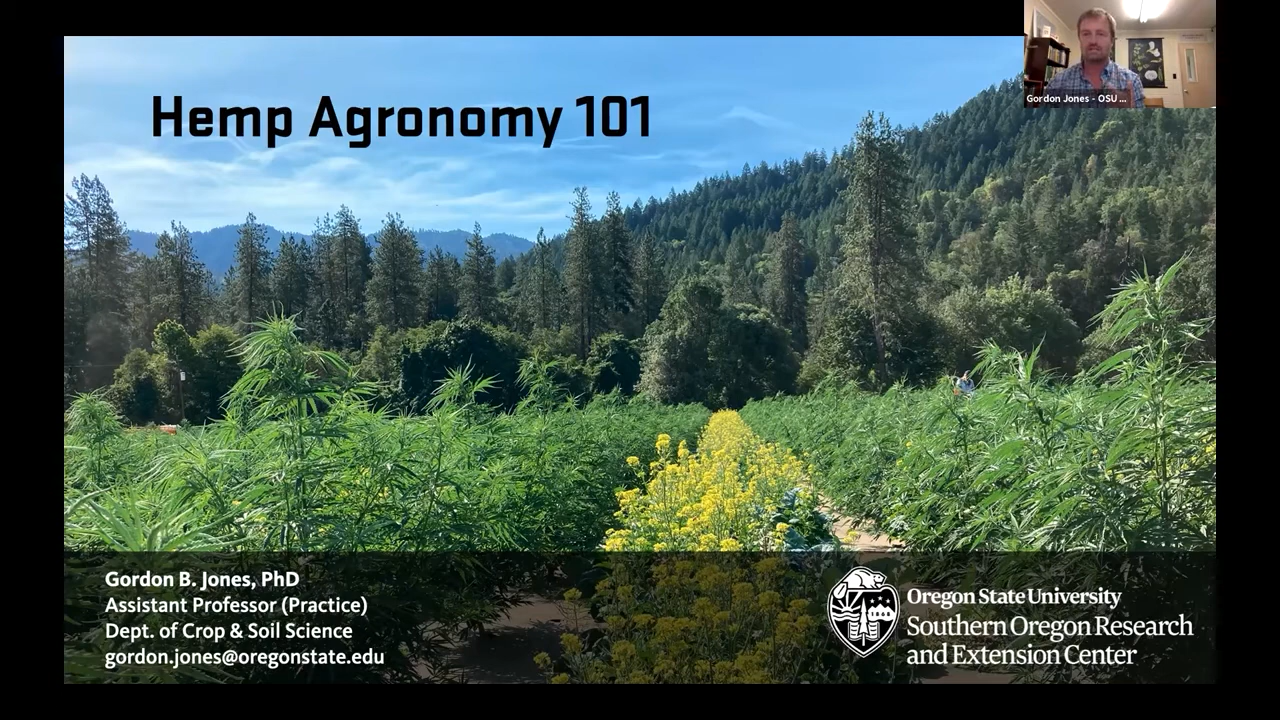 Hemp Agronomy 101
Gordon Jones - OSU ...
Gordon B. Jones, PhD
Assistant Professor (Practice)
Dept. of Crop & Soil Science
gordon.jones@oregonstate.edu
Oregon State University
Southern Oregon Research
and Extension Center